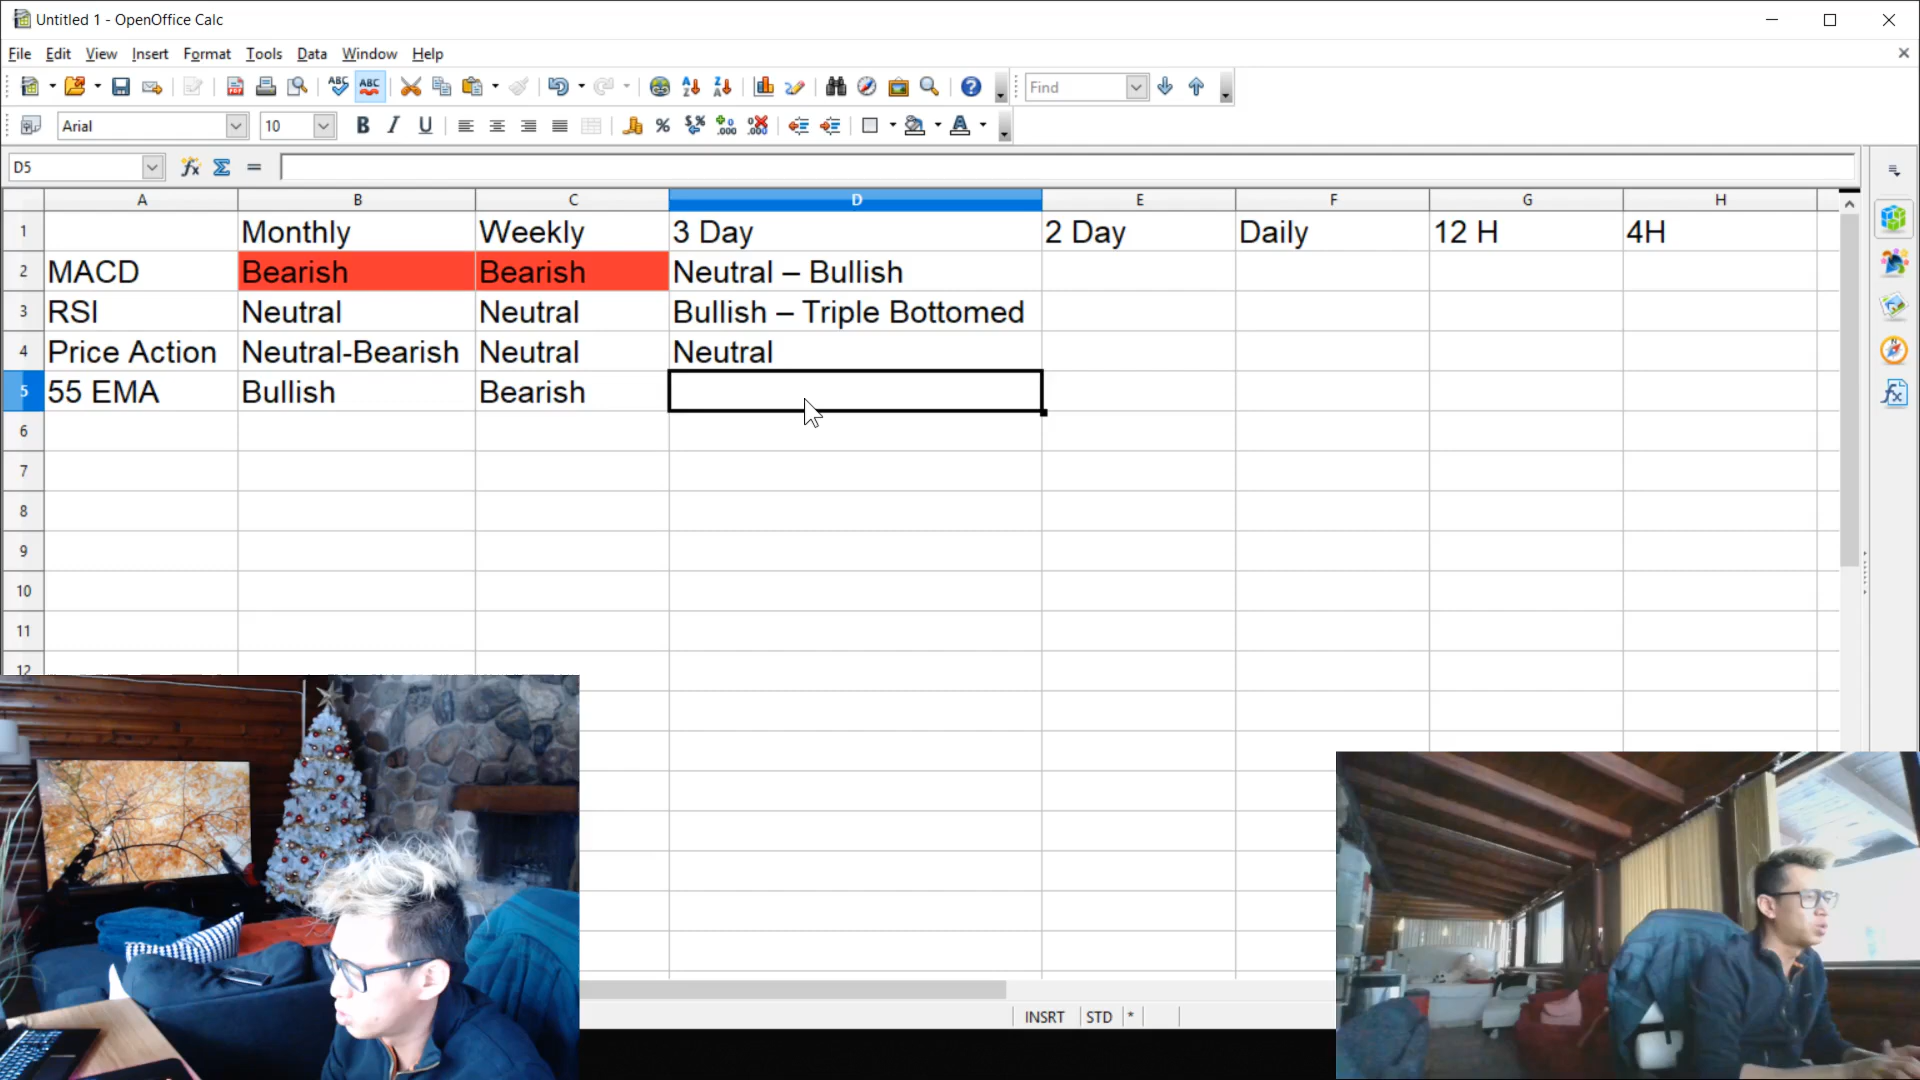 Untitled 1 - OpenOffice Calc
File Edit View Insert Format Tools Data Window Help
ABC ABC Find
Arial 10 B I U
D5
A B C D E F G H
1 Monthly Weekly 3 Day 2 Day Daily 12 H 4H
2 MACD Bearish Bearish Neutral – Bullish
3 RSI Neutral Neutral Bullish – Triple Bottomed
4 Price Action Neutral-Bearish Neutral Neutral
5 55 EMA Bullish Bearish
6
7
8
9
10
11
12
INSRT STD *